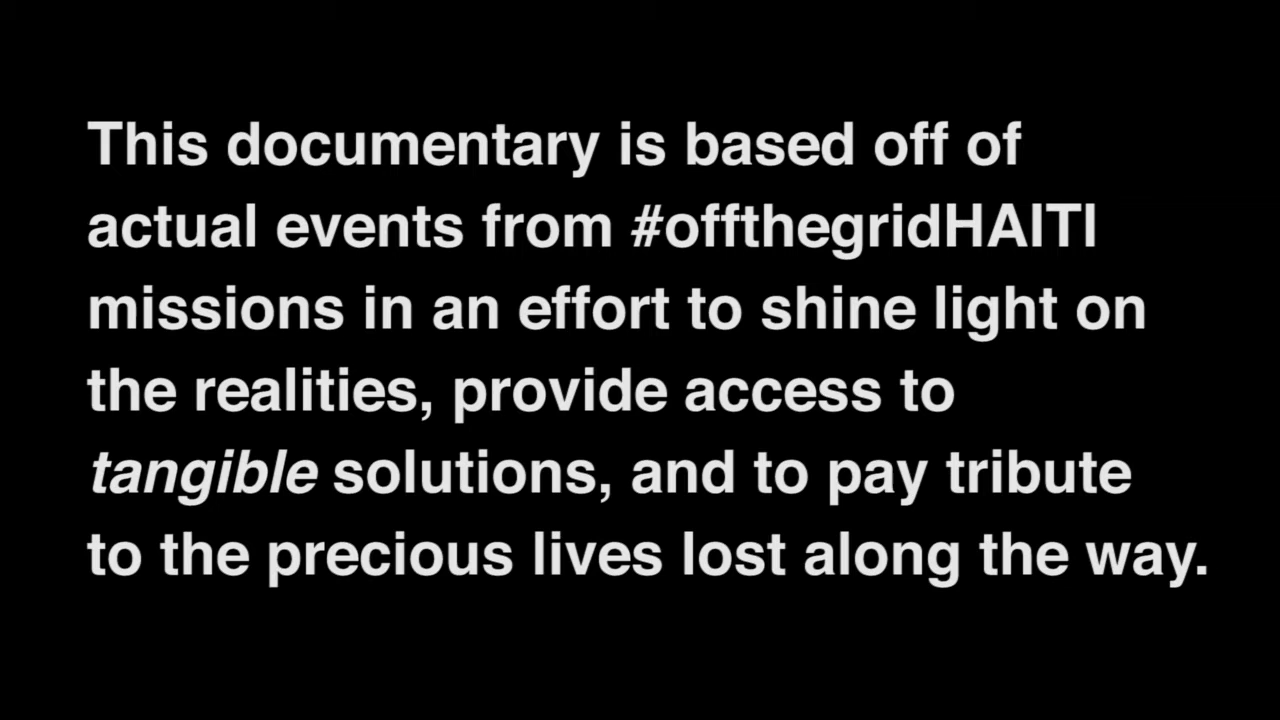 This documentary is based off of
actual events from #offthegridHAITI
missions in an effort to shine light on
the realities, provide access to
tangible solutions, and to pay tribute
to the precious lives lost along the way.